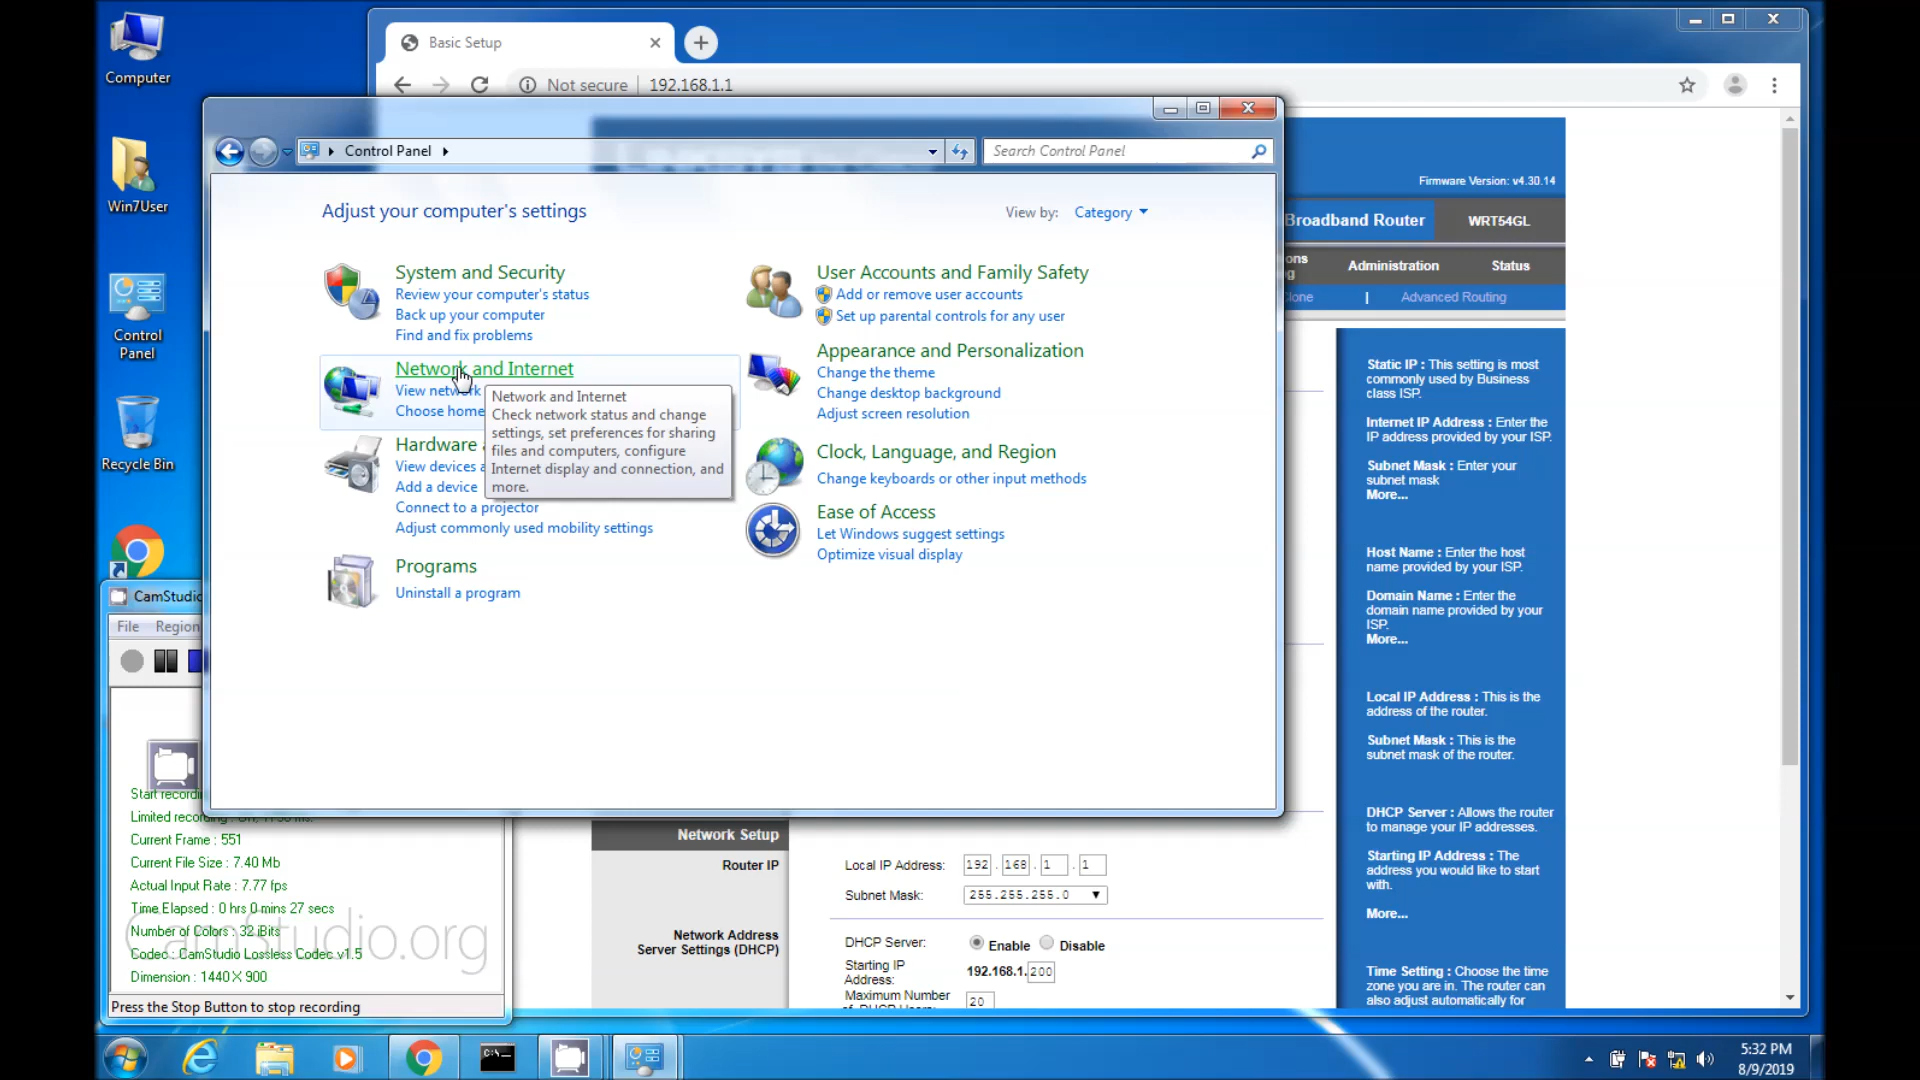 Computer
Win7User
Control
Panel
Recycle Bin
Basic Setup
Not secure
192.168.1.1
Control Panel
Search Control Panel
Adjust your computer's settings
View by:
Category
System and Security
Review your computer's status
Back up your computer
Find and fix problems
Network and Internet
View network
Choose home
Network and Internet
Check network status and change
settings, set preferences for sharing
files and computers, configure
Internet display and connection, and
more.
Hardware
View devices
Add a device
Connect to a projector
Adjust commonly used mobility settings
Programs
Uninstall a program
User Accounts and Family Safety
Add or remove user accounts
Set up parental controls for any user
Appearance and Personalization
Change the theme
Change desktop background
Adjust screen resolution
Clock, Language, and Region
Change keyboards or other input methods
Ease of Access
Let Windows suggest settings
Optimize visual display
Firmware Version: v4.30.14
Broadband Router
WRT54GL
Administration
Status
Clone
|
Advanced Routing
Static IP : This setting is most
commonly used by Business
class ISP.
Internet IP Address : Enter the
IP address provided by your ISP.
Subnet Mask : Enter your
subnet mask
More...
Host Name : Enter the host
name provided by your ISP.
Domain Name : Enter the
domain name provided by your
ISP.
More...
Local IP Address : This is the
address of the router.
Subnet Mask : This is the
subnet mask of the router.
DHCP Server : Allows the router
to manage your IP addresses.
Starting IP Address : The
address you would like to start
with.
More...
Time Setting : Choose the time
zone you are in. The router can
also adjust automatically for
Network Setup
Router IP
Local IP Address:
192 . 168 . 1 . 1
Subnet Mask:
255.255.255.0
Network Address
Server Settings (DHCP)
DHCP Server:
Enable
Disable
Starting IP
Address:
192.168.1.200
Maximum Number
20
CamStudio
File
Region
Start recording
Limited recording
Current Frame : 551
Current File Size : 7.40 Mb
Actual Input Rate : 7.77 fps
Time Elapsed : 0 hrs 0 mins 27 secs
Number of Colors : 32 Bits
Codec : CamStudio Lossless Codec v1.5
Dimension : 1440 X 900
CamStudio.org
Press the Stop Button to stop recording
5:32 PM
8/9/2019